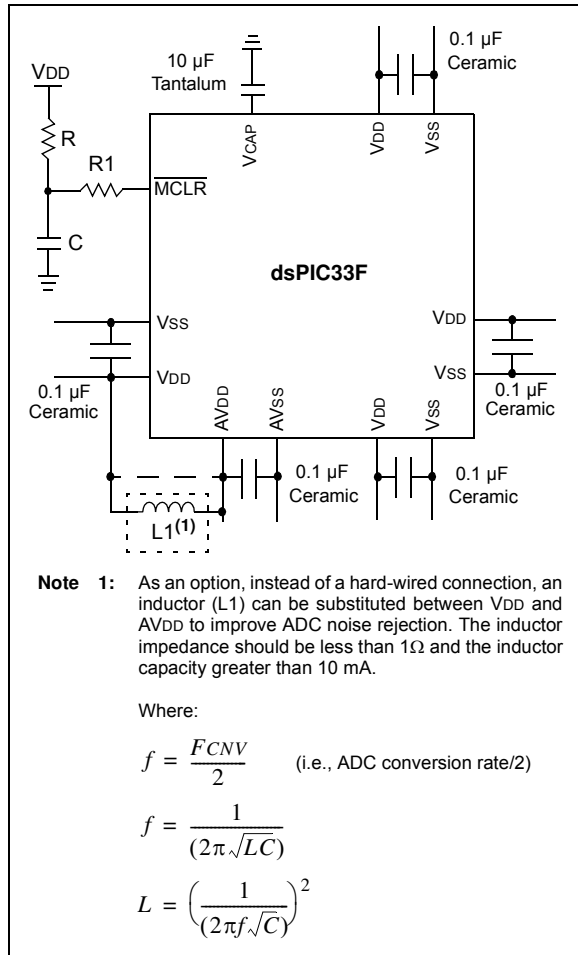 0.1 µF
Ceramic
10 µF
Tantalum
VDD
R
R1
C
VCAP
VDD
VSS
MCLR
dsPIC33F
VSS
VDD
0.1 µF
Ceramic
VDD
VSS
0.1 µF
Ceramic
AVDD
AVSS
VDD
VSS
0.1 µF
Ceramic
0.1 µF
Ceramic
L1(1)
Note 1: As an option, instead of a hard-wired connection, an
inductor (L1) can be substituted between VDD and
AVDD to improve ADC noise rejection. The inductor
impedance should be less than 1Ω and the inductor
capacity greater than 10 mA.
Where:
f = FCNV / 2 (i.e., ADC conversion rate/2)
f = 1 / (2π√LC)
L = (1 / (2πf√C))²